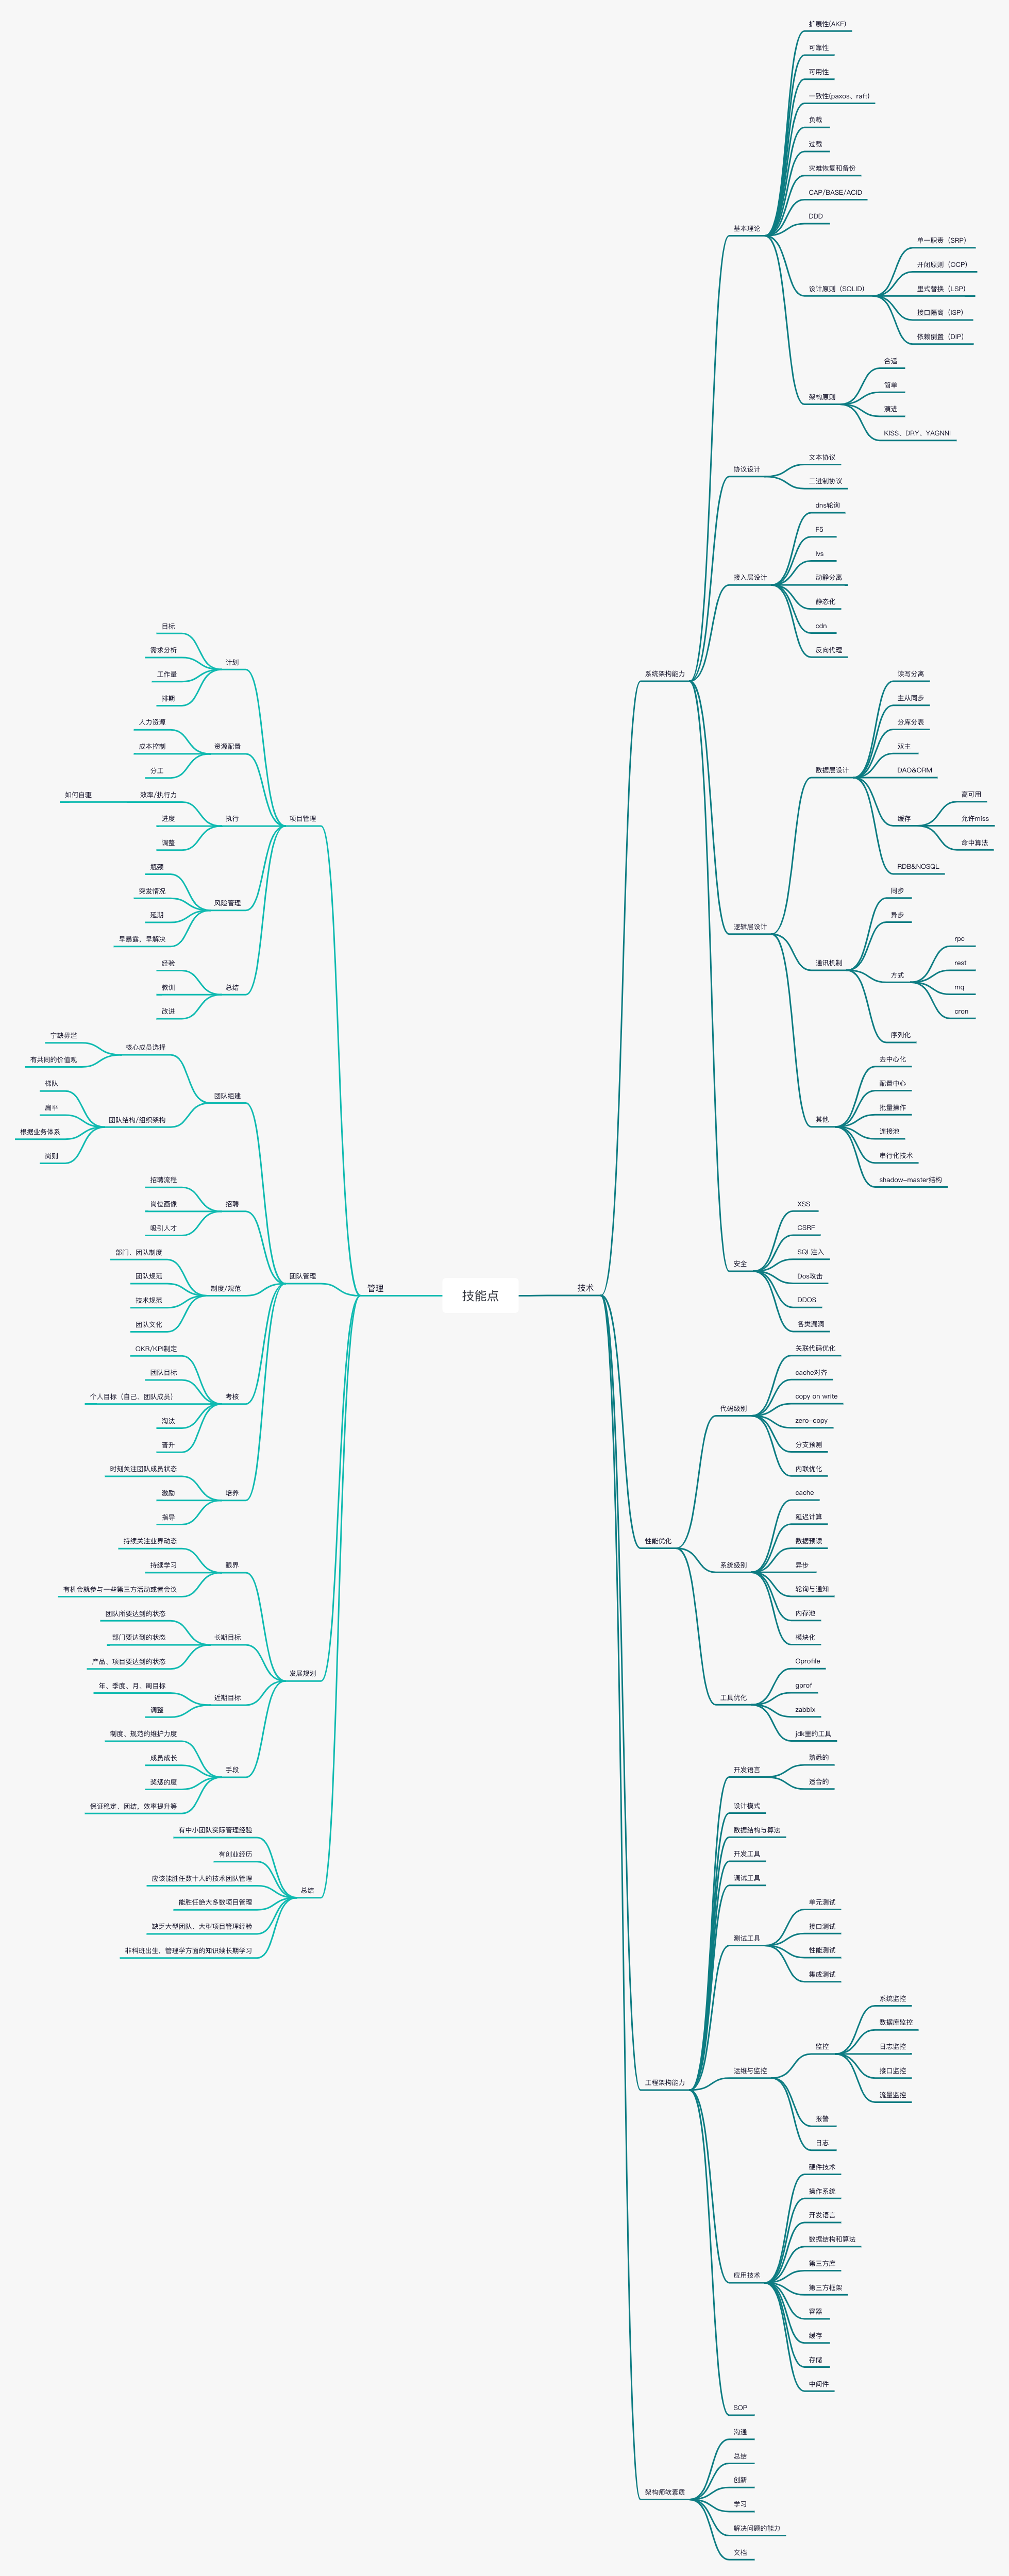 技能点
技术
系统架构能力
基本理论
扩展性(AKF)
可靠性
可用性
一致性(paxos、raft)
负载
过载
灾难恢复和备份
CAP/BASE/ACID
DDD
设计原则（SOLID）
单一职责（SRP）
开闭原则（OCP）
里式替换（LSP）
接口隔离（ISP）
依赖倒置（DIP）
架构原则
合适
简单
演进
KISS、DRY、YAGNNI
协议设计
文本协议
二进制协议
接入层设计
dns轮询
F5
lvs
动静分离
静态化
cdn
反向代理
逻辑层设计
数据层设计
读写分离
主从同步
分库分表
双主
DAO&ORM
缓存
高可用
允许miss
命中算法
RDB&NOSQL
通讯机制
同步
异步
方式
rpc
rest
mq
cron
序列化
其他
去中心化
配置中心
批量操作
连接池
串行化技术
shadow-master结构
安全
XSS
CSRF
SQL注入
Dos攻击
DDOS
各类漏洞
性能优化
代码级别
关联代码优化
cache对齐
copy on write
zero-copy
分支预测
内联优化
系统级别
cache
延迟计算
数据预读
异步
轮询与通知
内存池
模块化
工具优化
Oprofile
gprof
zabbix
jdk里的工具
工程架构能力
开发语言
熟悉的
适合的
设计模式
数据结构与算法
开发工具
调试工具
测试工具
单元测试
接口测试
性能测试
集成测试
运维与监控
监控
系统监控
数据库监控
日志监控
接口监控
流量监控
报警
日志
应用技术
硬件技术
操作系统
开发语言
数据结构和算法
第三方库
第三方框架
容器
缓存
存储
中间件
SOP
架构师软素质
沟通
总结
创新
学习
解决问题的能力
文档
管理
项目管理
计划
目标
需求分析
工作量
排期
资源配置
人力资源
成本控制
分工
执行
效率/执行力
如何自驱
进度
调整
风险管理
瓶颈
突发情况
延期
早暴露，早解决
总结
经验
教训
改进
团队管理
团队组建
核心成员选择
宁缺毋滥
有共同的价值观
团队结构/组织架构
梯队
扁平
根据业务体系
岗则
招聘
招聘流程
岗位画像
吸引人才
制度/规范
部门、团队制度
团队规范
技术规范
团队文化
考核
OKR/KPI制定
团队目标
个人目标（自己、团队成员）
淘汰
晋升
培养
时刻关注团队成员状态
激励
指导
发展规划
眼界
持续关注业界动态
持续学习
有机会就参与一些第三方活动或者会议
长期目标
团队所要达到的状态
部门要达到的状态
产品、项目要达到的状态
近期目标
年、季度、月、周目标
调整
手段
制度、规范的维护力度
成员成长
奖惩的度
保证稳定、团结，效率提升等
总结
有中小团队实际管理经验
有创业经历
应该能胜任数十人的技术团队管理
能胜任绝大多数项目管理
缺乏大型团队、大型项目管理经验
非科班出生，管理学方面的知识续长期学习